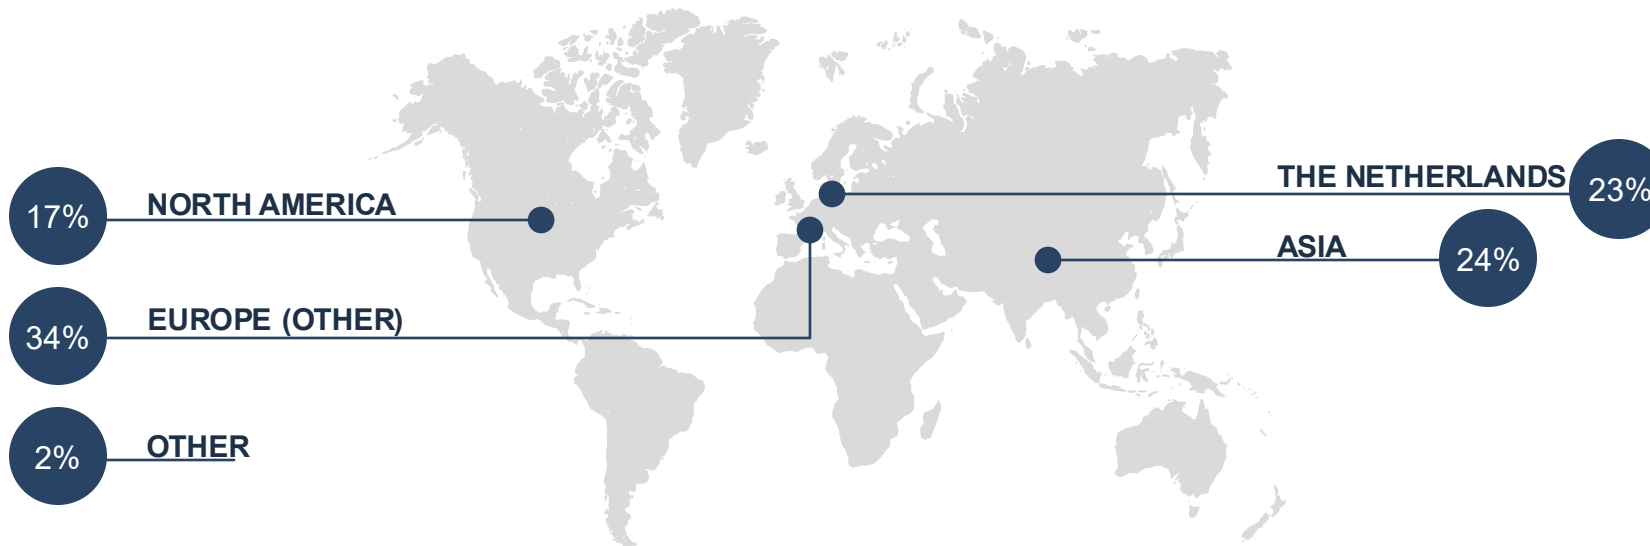 17%
NORTH AMERICA
34%
EUROPE (OTHER)
2%
OTHER
THE NETHERLANDS
23%
ASIA
24%